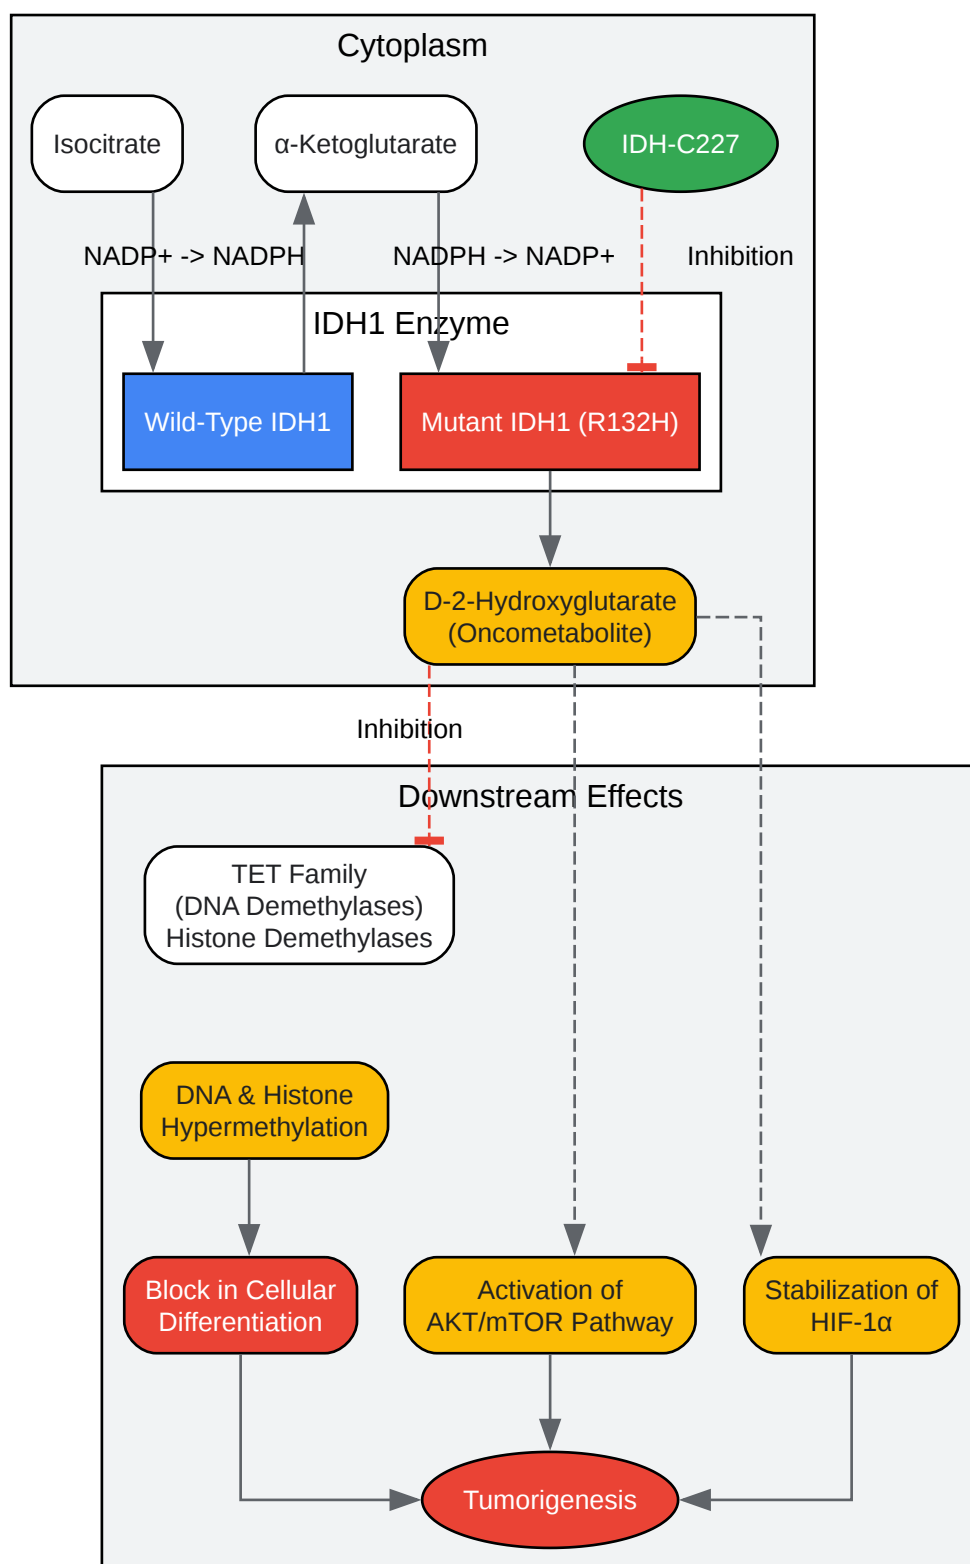 Cytoplasm
Isocitrate
α-Ketoglutarate
IDH-C227
NADP+ -> NADPH
NADPH -> NADP+
Inhibition
IDH1 Enzyme
Wild-Type IDH1
Mutant IDH1 (R132H)
D-2-Hydroxyglutarate
(Oncometabolite)
Inhibition
Downstream Effects
TET Family
(DNA Demethylases)
Histone Demethylases
DNA & Histone
Hypermethylation
Block in Cellular
Differentiation
Activation of
AKT/mTOR Pathway
Stabilization of
HIF-1α
Tumorigenesis